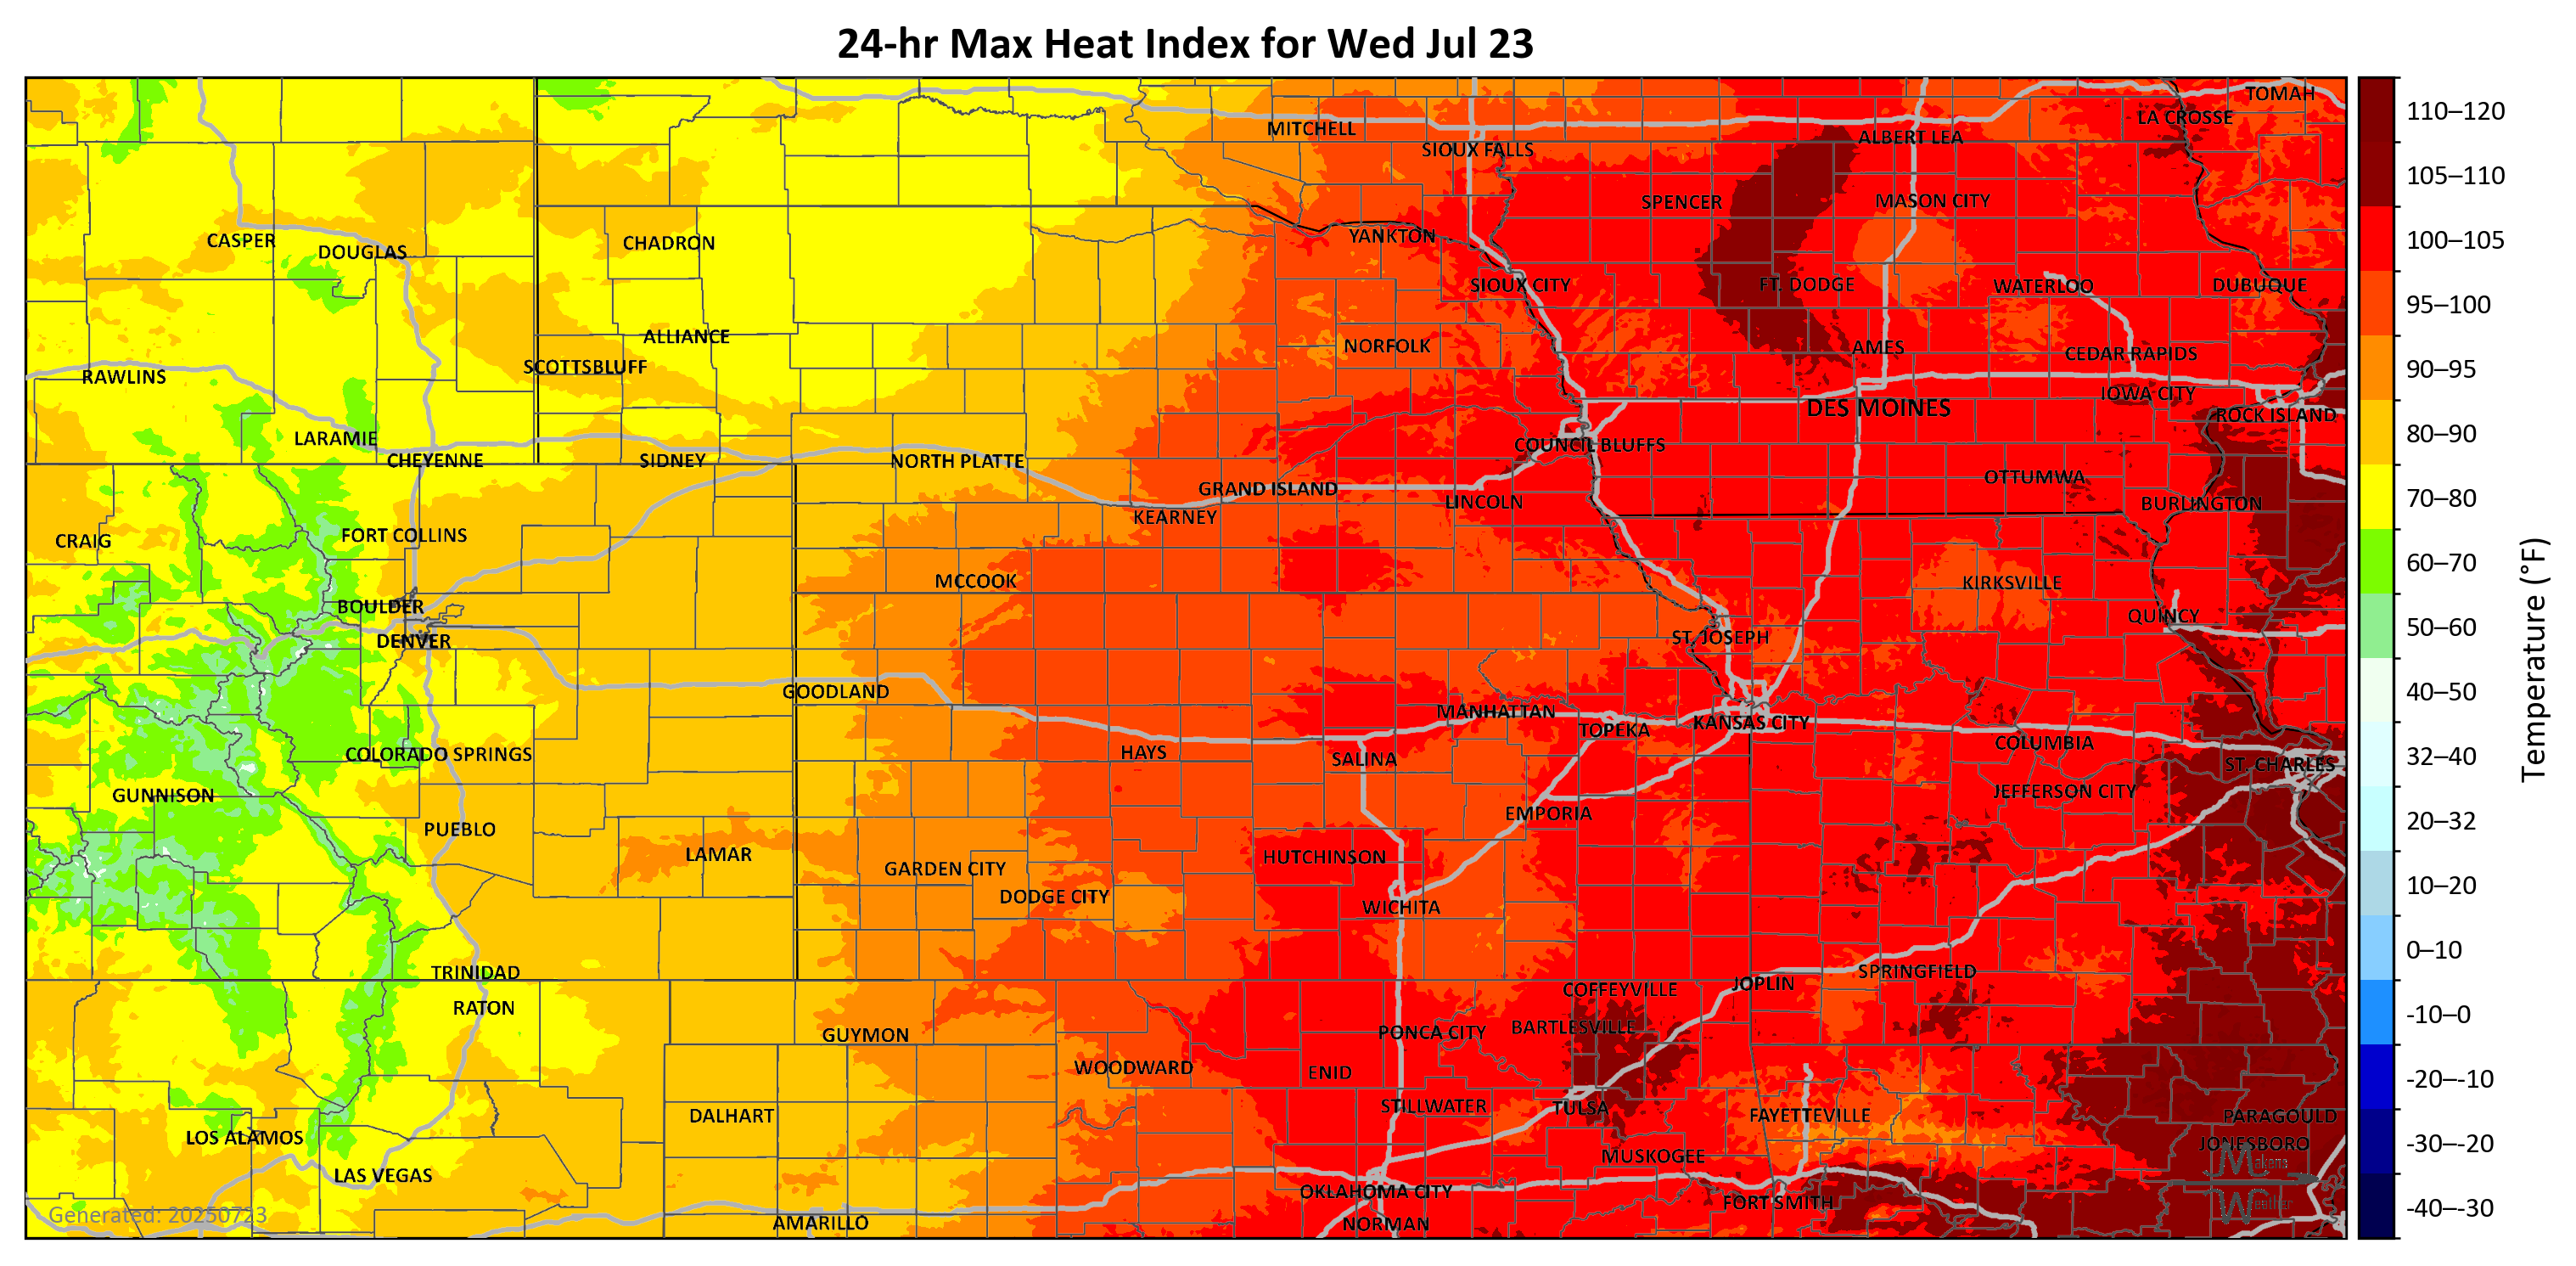 24-hr Max Heat Index for Wed Jul 23
TOMAH
LA CROSSE
MITCHELL
ALBERT LEA
SIOUX FALLS
SPENCER
MASON CITY
CASPER
DOUGLAS
CHADRON
YANKTON
SIOUX CITY
FT. DODGE
WATERLOO
DUBUQUE
ALLIANCE
NORFOLK
AMES
CEDAR RAPIDS
SCOTTSBLUFF
RAWLINS
IOWA CITY
DES MOINES
ROCK ISLAND
LARAMIE
COUNCIL BLUFFS
CHEYENNE
SIDNEY
NORTH PLATTE
OTTUMWA
GRAND ISLAND
LINCOLN
BURLINGTON
KEARNEY
CRAIG
FORT COLLINS
MCCOOK
KIRKSVILLE
BOULDER
QUINCY
DENVER
ST. JOSEPH
GOODLAND
MANHATTAN
TOPEKA
KANSAS CITY
COLORADO SPRINGS
HAYS
SALINA
COLUMBIA
ST. CHARLES
GUNNISON
JEFFERSON CITY
EMPORIA
PUEBLO
LAMAR
HUTCHINSON
GARDEN CITY
DODGE CITY
WICHITA
TRINIDAD
SPRINGFIELD
JOPLIN
COFFEYVILLE
RATON
GUYMON
PONCA CITY
BARTLESVILLE
WOODWARD
ENID
STILLWATER
TULSA
DALHART
FAYETTEVILLE
PARAGOULD
LOS ALAMOS
JONESBORO
MUSKOGEE
LAS VEGAS
Makens
Weather
OKLAHOMA CITY
FORT SMITH
Generated: 20250723
AMARILLO
NORMAN
110–120
105–110
100–105
95–100
90–95
80–90
70–80
60–70
50–60
40–50
32–40
20–32
10–20
0–10
-10–0
-20–-10
-30–-20
-40–-30
Temperature (°F)